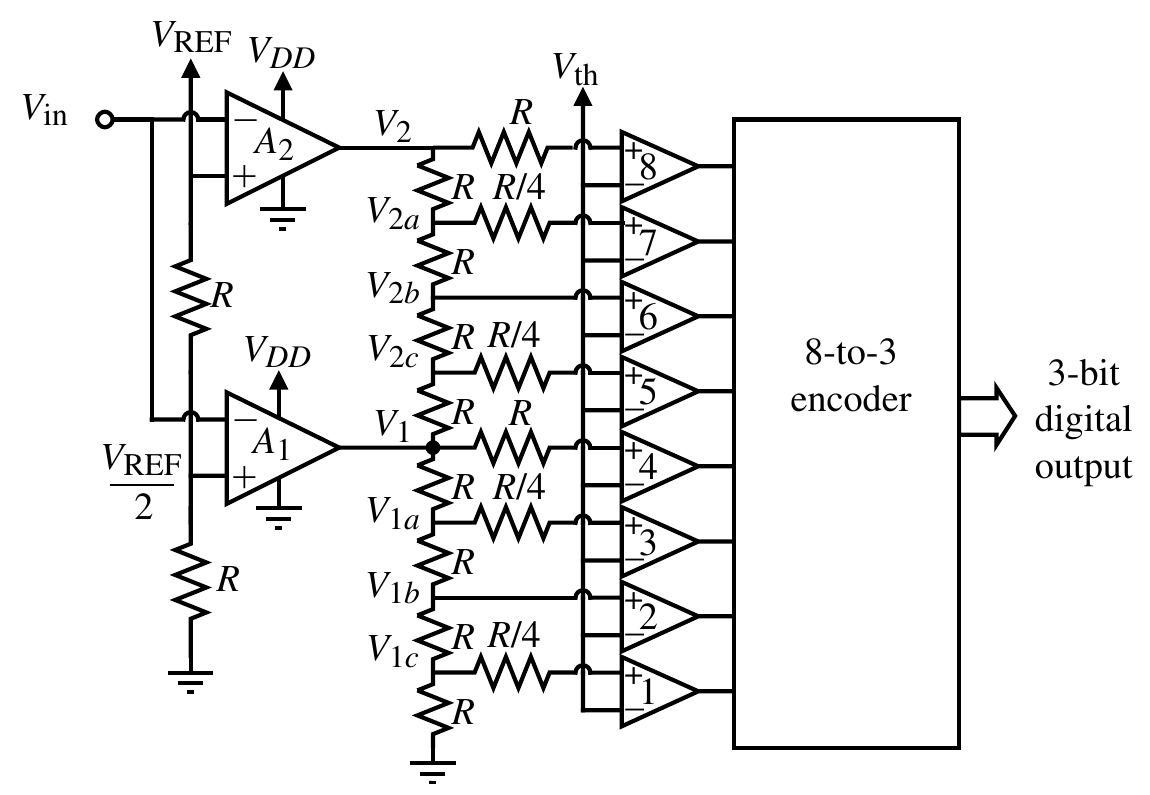 VREF
VDD
Vin
Vth
−
A2
+
V2
R
+
8
−
R
R/4
V2a
+
7
−
R
R
V2b
+
6
−
R
R/4
V2c
+
5
−
VDD
R
R
V1
−
A1
+
+
4
−
VREF
2
R
R/4
V1a
+
3
−
R
R
V1b
+
2
−
R
R/4
V1c
+
1
−
R
8-to-3
encoder
3-bit
digital
output